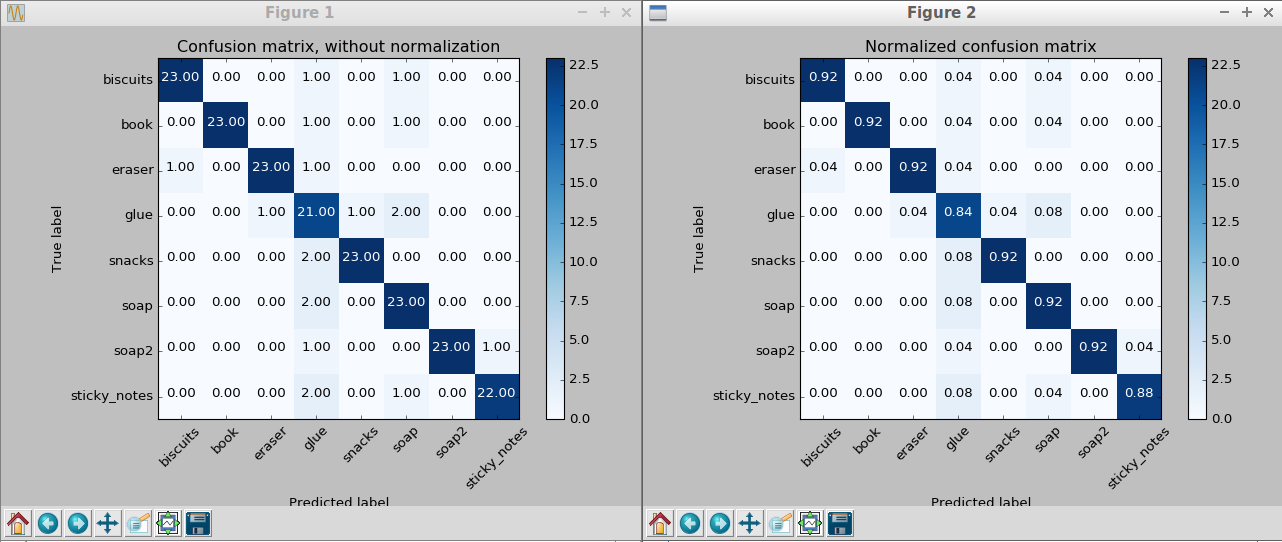 Figure 1
Confusion matrix, without normalization
biscuits 23.00 0.00 0.00 1.00 0.00 1.00 0.00 0.00
book 0.00 23.00 0.00 1.00 0.00 1.00 0.00 0.00
eraser 1.00 0.00 23.00 1.00 0.00 0.00 0.00 0.00
glue 0.00 0.00 1.00 21.00 1.00 2.00 0.00 0.00
snacks 0.00 0.00 0.00 2.00 23.00 0.00 0.00 0.00
soap 0.00 0.00 0.00 2.00 0.00 23.00 0.00 0.00
soap2 0.00 0.00 0.00 1.00 0.00 0.00 23.00 1.00
sticky_notes 0.00 0.00 0.00 2.00 0.00 1.00 0.00 22.00
True label
biscuits book eraser glue snacks soap soap2 sticky_notes
Predicted label
22.5
20.0
17.5
15.0
12.5
10.0
7.5
5.0
2.5
0.0
Figure 2
Normalized confusion matrix
biscuits 0.92 0.00 0.00 0.04 0.00 0.04 0.00 0.00
book 0.00 0.92 0.00 0.04 0.00 0.04 0.00 0.00
eraser 0.04 0.00 0.92 0.04 0.00 0.00 0.00 0.00
glue 0.00 0.00 0.04 0.84 0.04 0.08 0.00 0.00
snacks 0.00 0.00 0.00 0.08 0.92 0.00 0.00 0.00
soap 0.00 0.00 0.00 0.08 0.00 0.92 0.00 0.00
soap2 0.00 0.00 0.00 0.04 0.00 0.00 0.92 0.04
sticky_notes 0.00 0.00 0.00 0.08 0.00 0.04 0.00 0.88
True label
biscuits book eraser glue snacks soap soap2 sticky_notes
Predicted label
22.5
20.0
17.5
15.0
12.5
10.0
7.5
5.0
2.5
0.0